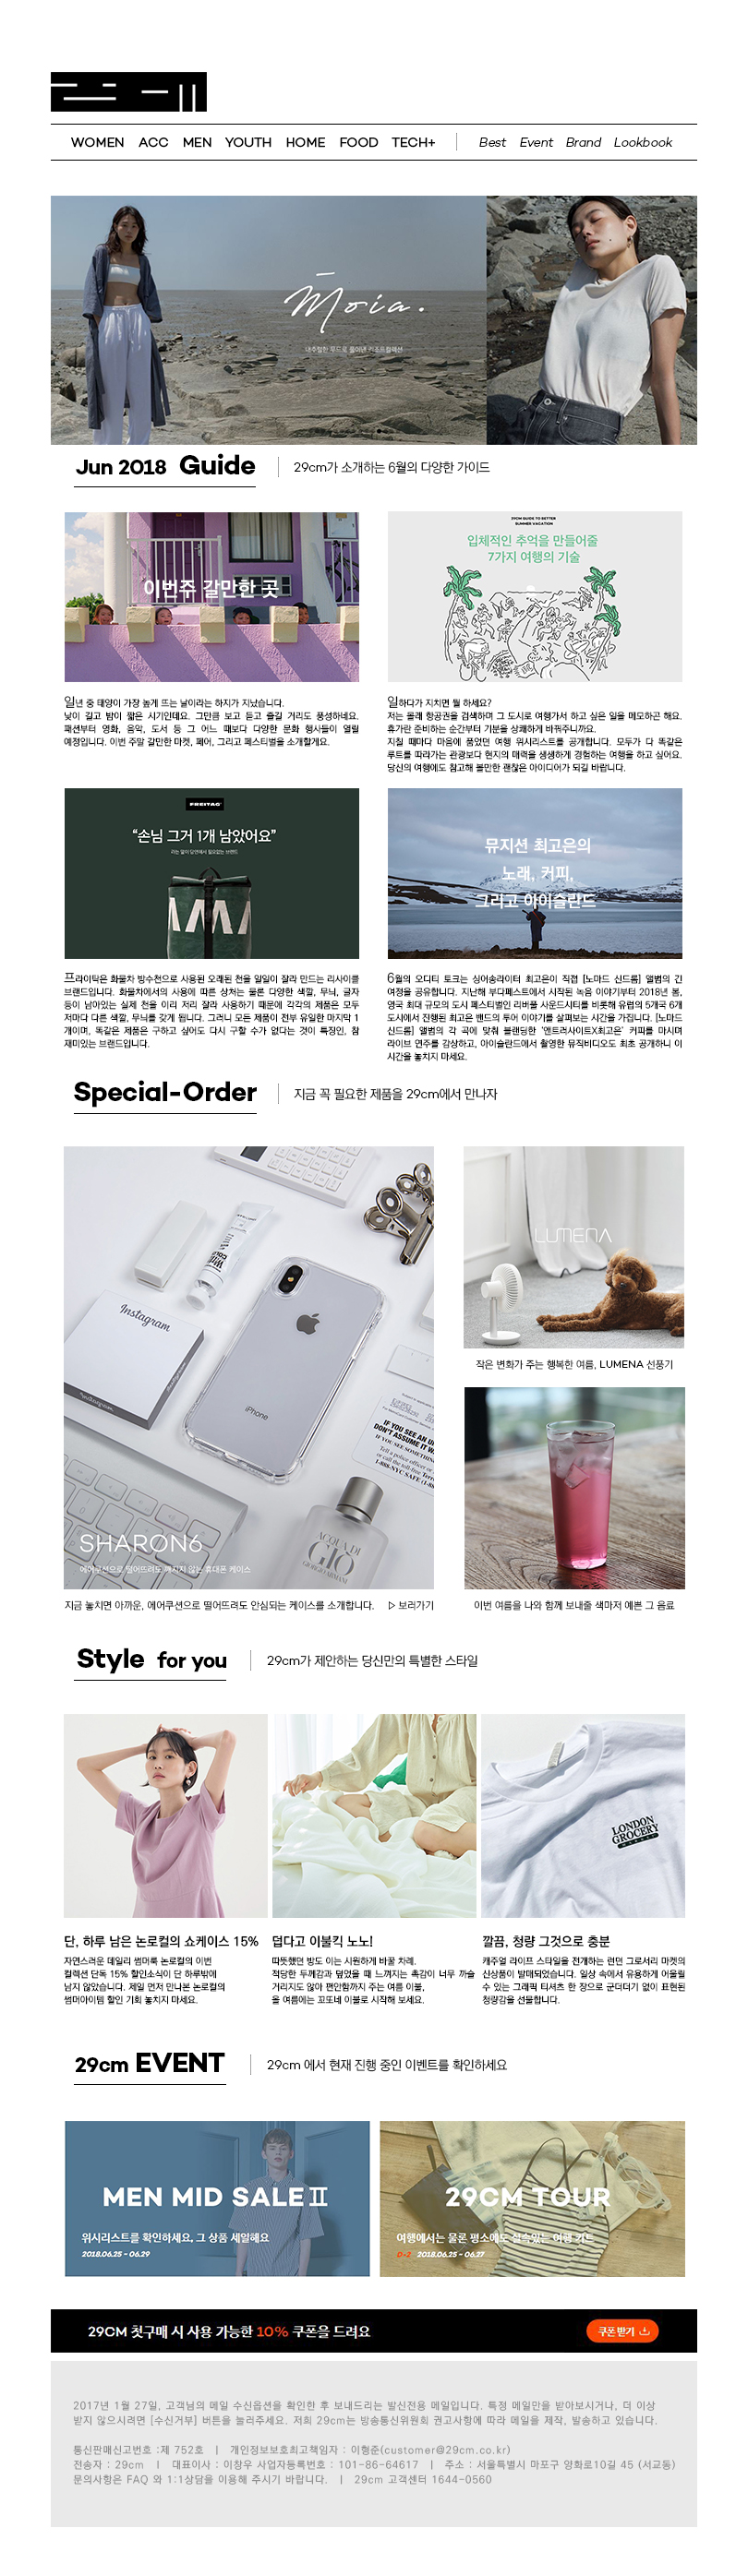 WOMEN ACC MEN YOUTH HOME FOOD TECH+ Best Event Brand Lookbook
Moia.
Jun 2018 Guide 29cm가 소개하는 6월의 다양한 가이드
이번주 갈만한 곳
29CM GUIDE TO BETTER
SUMMER VACATION
입체적인 추억을 만들어줄
7가지 여행의 기술
일년 중 태양이 가장 높게 뜨는 날이라는 하지가 지났습니다.
낮이 길고 밤이 짧은 시기인데요. 그만큼 보고 듣고 즐길 거리도 풍성하네요.
패션부터 영화, 음악, 도서 등 그 어느 때보다 다양한 문화 행사들이 열릴
예정입니다. 이번 주말 갈만한 마켓, 페어, 그리고 페스티벌을 소개할게요.
일하다가 지치면 뭘 하세요?
저는 몰래 항공권을 검색하며 그 도시로 여행가서 하고 싶은 일을 메모하곤 해요.
휴가란 준비하는 순간부터 기분을 상쾌하게 바꿔주니까요.
지칠 때마다 마음에 품었던 여행 위시리스트를 공개합니다. 모두가 다 똑같은
루트를 따라가는 관광보다 현지의 매력을 생생하게 경험하는 여행을 하고 싶어요.
당신의 여행에도 참고해 볼만한 괜찮은 아이디어가 되길 바랍니다.
FREITAG
“손님 그거 1개 남았어요”
뮤지션 최고은의
노래, 커피,
그리고 아이슬란드
프라이탁은 화물차 방수천으로 사용된 오래된 천을 일일이 잘라 만드는 리사이클
브랜드입니다. 화물차에서의 사용에 따른 상처는 물론 다양한 색깔, 무늬, 글자
등이 남아있는 실제 천을 이리 저리 잘라 사용하기 때문에 각각의 제품은 모두
저마다 다른 색깔, 무늬를 갖게 됩니다. 그러니 모든 제품이 전부 유일한 마지막 1
개이며, 똑같은 제품은 구하고 싶어도 다시 구할 수가 없다는 것이 특징인, 참
재미있는 브랜드입니다.
6월의 오디티 토크는 싱어송라이터 최고은이 직접 [노마드 신드롬] 앨범의 긴
여정을 공유합니다. 지난해 부다페스트에서 시작된 녹음 이야기부터 2018년 봄,
영국 최대 규모의 도시 페스티벌인 리버풀 사운드시티를 비롯해 유럽의 5개국 6개
도시에서 진행된 최고은 밴드의 투어 이야기를 살펴보는 시간을 가집니다. [노마드
신드롬] 앨범의 각 곡에 맞춰 블랜딩한 '앤트러사이트X최고은' 커피를 마시며
라이브 연주를 감상하고, 아이슬란드에서 촬영한 뮤직비디오도 최초 공개하니 이
시간을 놓치지 마세요.
Special-Order 지금 꼭 필요한 제품을 29cm에서 만나자
Instagram
iPhone
LUMENA
작은 변화가 주는 행복한 여름, LUMENA 선풍기
IF YOU SEE AN
DON'T ASSUME IT
IF YOU SEE SOMETHING
SHARON6
에어쿠션으로 떨어뜨려도 깨지지 않는 휴대폰 케이스
ACQUA DI
GIÒ
GIORGIO ARMANI
지금 놓치면 아까운, 에어쿠션으로 떨어뜨려도 안심되는 케이스를 소개합니다. ▷ 보러가기
이번 여름을 나와 함께 보내줄 색마저 예쁜 그 음료
Style for you 29cm가 제안하는 당신만의 특별한 스타일
LONDON
GROCERY
MARKET
단, 하루 남은 논로컬의 쇼케이스 15%
자연스러운 데일리 썸머룩 논로컬의 이번
컬렉션 단독 15% 할인소식이 단 하루밖에
남지 않았습니다. 제일 먼저 만나본 논로컬의
썸머아이템 할인 기회 놓치지 마세요.
덥다고 이불킥 노노!
따뜻했던 방도 이는 시원하게 바꿀 차례.
적당한 두께감과 덮었을 때 느껴지는 촉감이 너무 까슬
거리지도 않아 편안함까지 주는 여름 이불,
올 여름에는 꼬또네 이불로 시작해 보세요.
깔끔, 청량 그것으로 충분
캐주얼 라이프 스타일을 전개하는 런던 그로서리 마켓의
신상품이 발매되었습니다. 일상 속에서 유용하게 어울릴
수 있는 그래픽 티셔츠 한 장으로 군더더기 없이 표현된
청량감을 선물합니다.
29cm EVENT 29cm 에서 현재 진행 중인 이벤트를 확인하세요
MEN MID SALEⅡ
위시리스트를 확인하세요, 그 상품 세일해요
2018.06.25 - 06.29
29CM TOUR
여행에서는 물론 평소에도 실속있는 여행 키트
D-2 2018.06.25 - 06.27
29CM 첫구매 시 사용 가능한 10% 쿠폰을 드려요 쿠폰 받기
2017년 1월 27일, 고객님의 메일 수신옵션을 확인한 후 보내드리는 발신전용 메일입니다. 특정 메일만을 받아보시거나, 더 이상
받지 않으시려면 [수신거부] 버튼을 눌러주세요. 저희 29cm는 방송통신위원회 권고사항에 따라 메일을 제작, 발송하고 있습니다.
통신판매신고번호 :제 752호 | 개인정보보호최고책임자 : 이형준(customer@29cm.co.kr)
전송자 : 29cm | 대표이사 : 이창우 사업자등록번호 : 101-86-64617 | 주소 : 서울특별시 마포구 양화로10길 45 (서교동)
문의사항은 FAQ 와 1:1상담을 이용해 주시기 바랍니다. | 29cm 고객센터 1644-0560